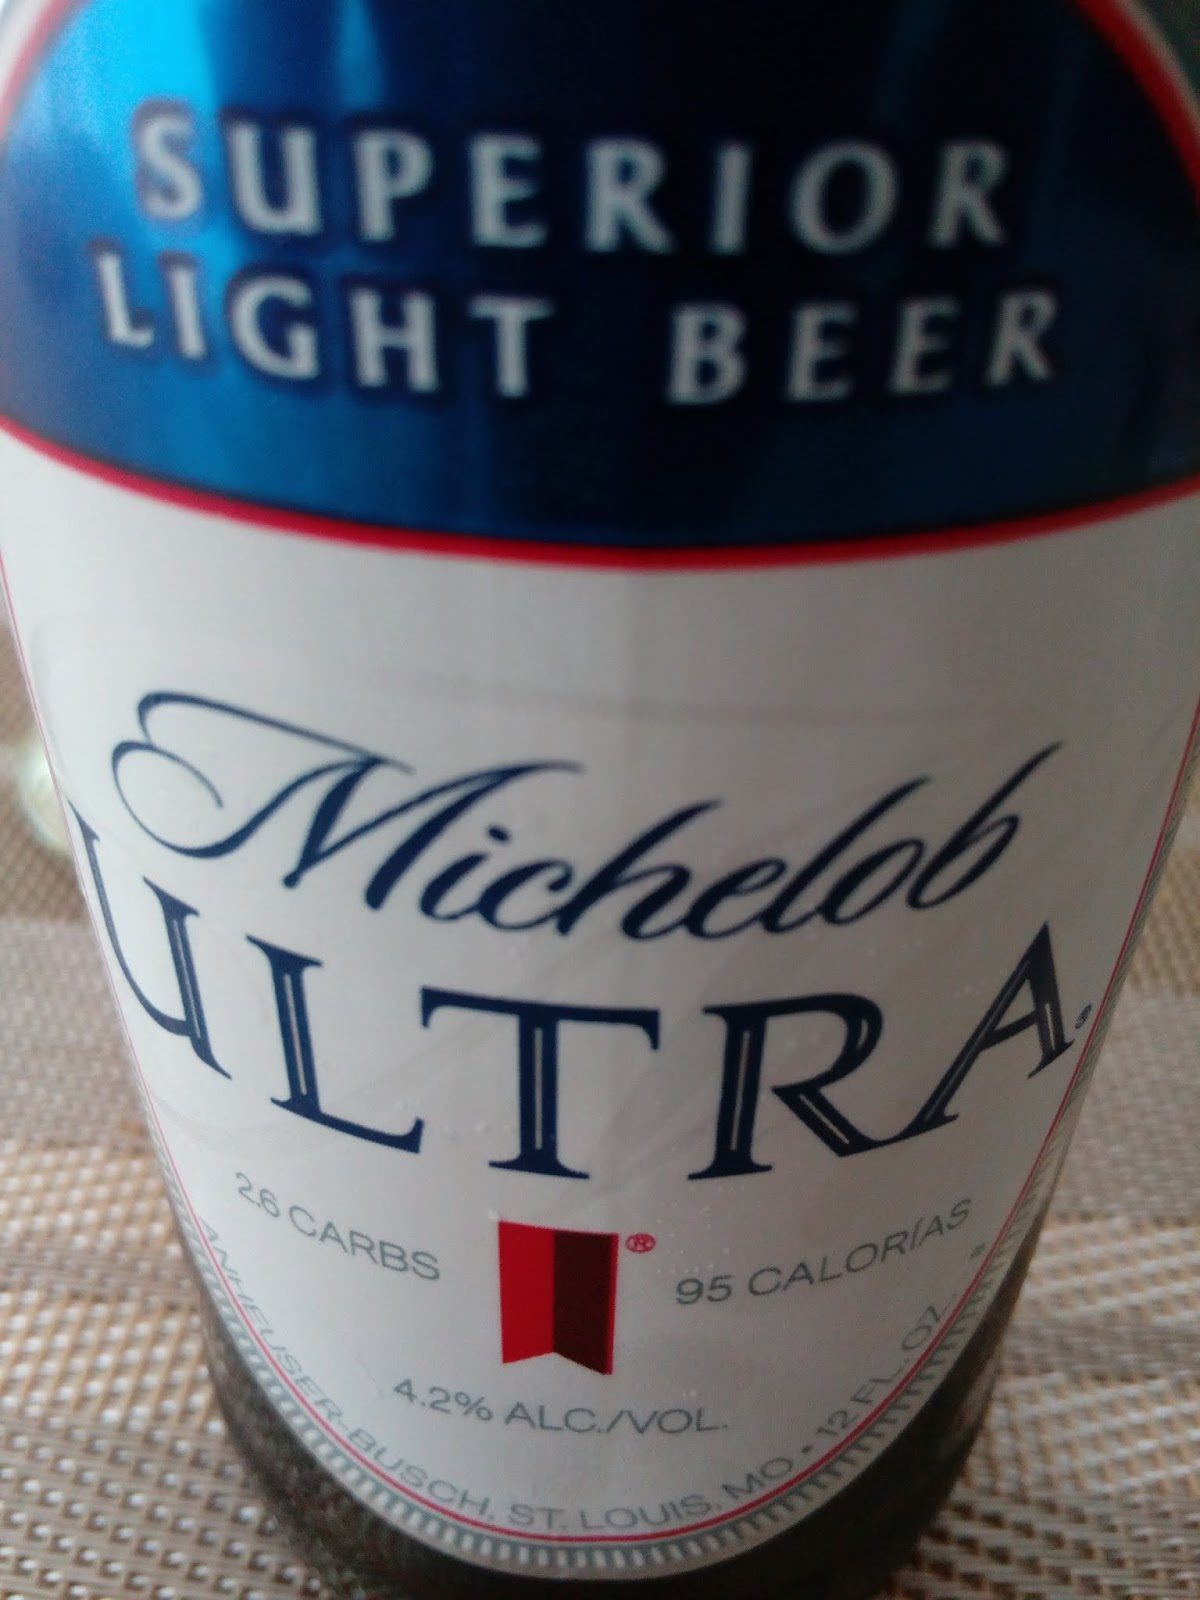 SUPERIOR
LIGHT BEER
Michelob
ULTRA®
2.6 CARBS
®
95 CALORÍAS
4.2% ALC./VOL.
ANHEUSER-BUSCH, ST. LOUIS, MO • 12 FL. OZ.